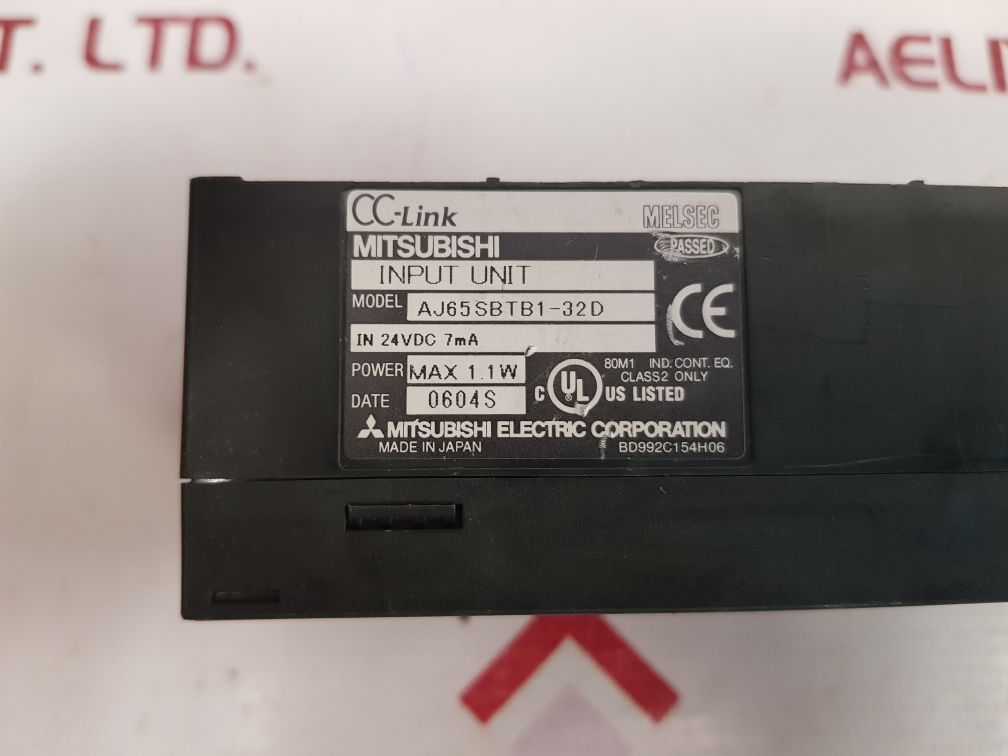 T. LTD.
AELI
CC-Link MELSEC
MITSUBISHI PASSED
INPUT UNIT
MODEL AJ65SBTB1-32D
CE
IN 24VDC 7mA
POWER MAX 1.1W
80M1 IND. CONT. EQ.
CLASS2 ONLY
DATE 0604S
C UL US LISTED
MITSUBISHI ELECTRIC CORPORATION
MADE IN JAPAN BD992C154H06